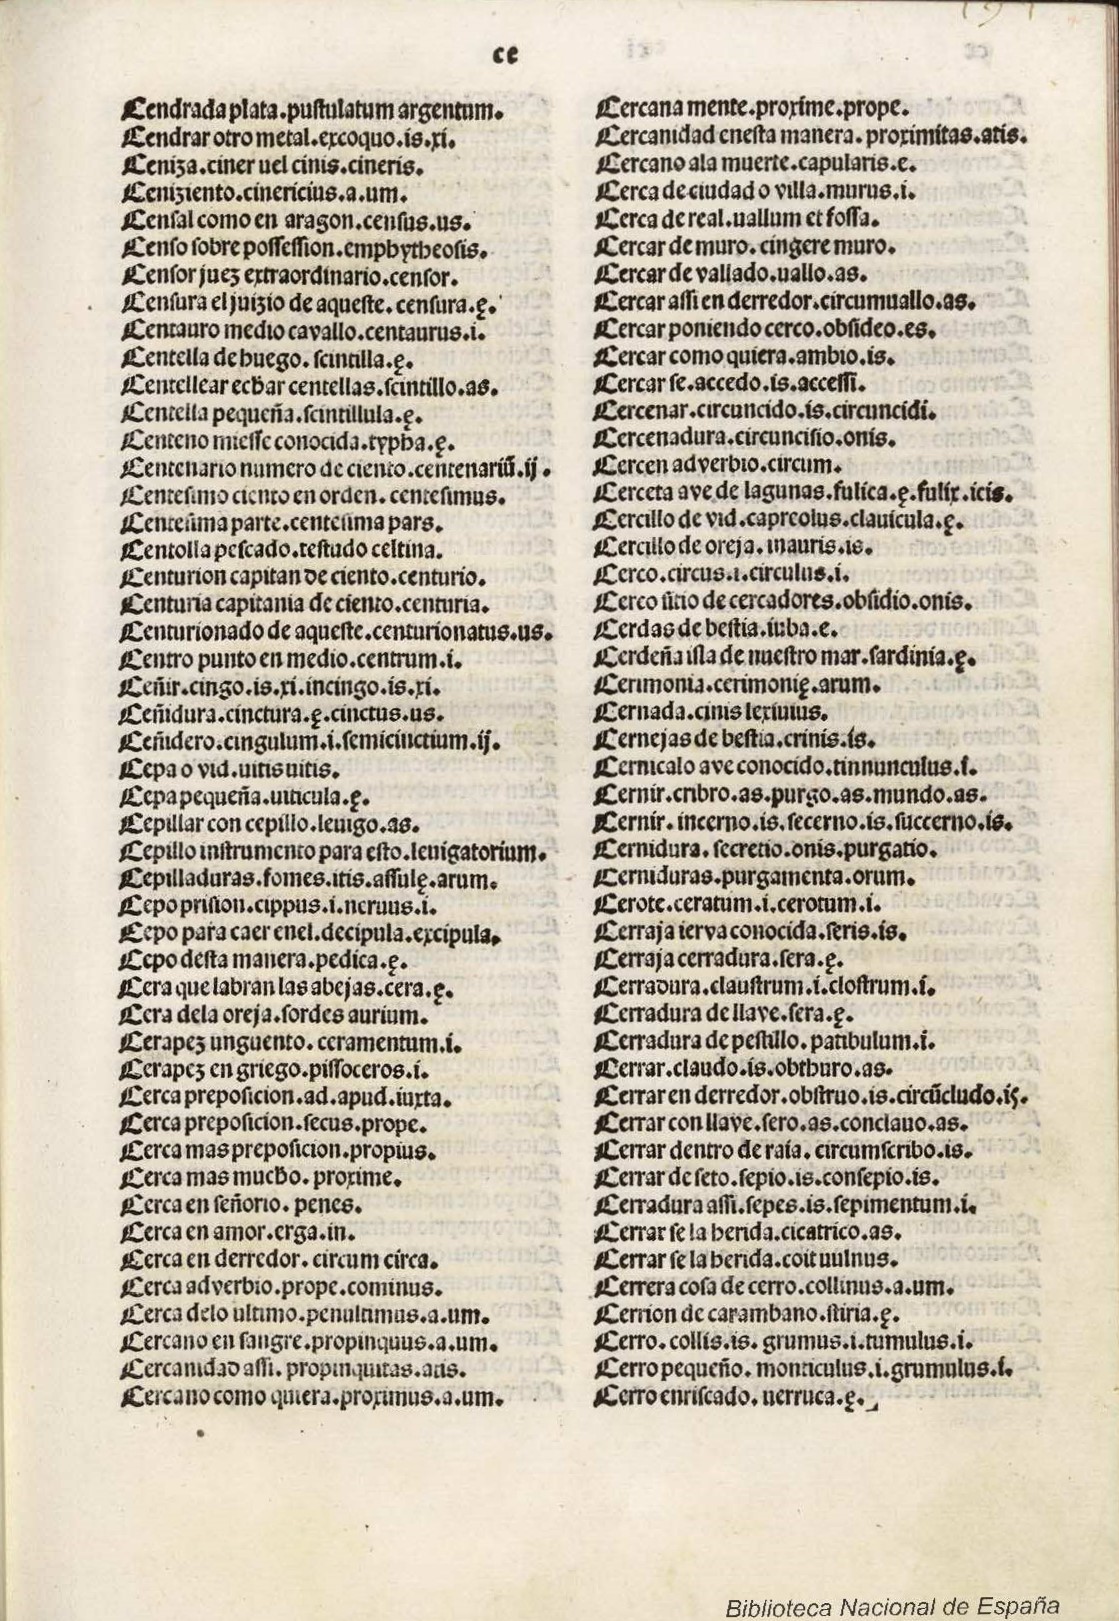 ce
Cendrada plata.pustulatum argentum.
Cendrar otro metal.excoquo.is.xi.
Ceniza.ciner uel cinis.cineris.
Ceniziento.cinericius.a.um.
Censal como en aragon.census.us.
Censo sobre possession.emphytheosis.
Censor juez extraordinario.censor.
Censura el juizio de aqueste.censura.ę.
Centauro medio cavallo.centaurus.i.
Centella de huego.scintilla.ę.
Centellear echar centellas.scintillo.as.
Centella pequeña.scintillula.ę.
Centeno miesse conocida.typha.ę.
Centenario numero de ciento.centenariũ.ij.
Centesimo ciento en orden.centesimus.
Centesima parte.centesima pars.
Centolla pescado.testudo celtina.
Centurion capitan de ciento.centurio.
Centuria capitania de ciento.centuria.
Centurionado de aqueste.centurionatus.us.
Centro punto en medio.centrum.i.
Ceñir.cingo.is.xi.incingo.is.xi.
Ceñidura.cinctura.ę.cinctus.us.
Ceñidero.cingulum.i.semicinctium.ij.
Cepa o vid.uitis uitis.
Cepa pequeña.uiticula.ę.
Cepillar con cepillo.leuigo.as.
Cepillo instrumento para esto.leuigatorium.
Cepilladuras.fomes.itis.assulę.arum.
Cepo prision.cippus.i.neruus.i.
Cepo para caer enel.decipula.excipula.
Cepo desta manera.pedica.ę.
Cera que labran las abejas.cera.ę.
Cera dela oreja.sordes aurium.
Cerapez unguento.ceramentum.i.
Cerapez en griego.pissoceros.i.
Cerca preposicion.ad.apud.iuxta.
Cerca preposicion.secus.prope.
Cerca mas preposicion.propius.
Cerca mas mucho.proxime.
Cerca en señorio.penes.
Cerca en amor.erga.in.
Cerca en derredor.circum circa.
Cerca adverbio.prope.cominus.
Cerca delo ultimo.penultimus.a.um.
Cercano en sangre.propinquus.a.um.
Cercanidad assi.propinquitas.atis.
Cercano como quiera.proximus.a.um.
Cercana mente.proxime.prope.
Cercanidad enesta manera.proximitas.atis.
Cercano ala muerte.capularis.e.
Cerca de ciudad o villa.murus.i.
Cerca de real.uallum et fossa.
Cercar de muro.cingere muro.
Cercar de vallado.uallo.as.
Cercar assi en derredor.circumuallo.as.
Cercar poniendo cerco.obsideo.es.
Cercar como quiera.ambio.is.
Cercar se.accedo.is.accessi.
Cercenar.circuncido.is.circuncidi.
Cercenadura.circuncisio.onis.
Cercen adverbio.circum.
Cerceta ave de lagunas.fulica.ę.fulix.icis.
Cercillo de vid.capreolus.clauicula.ę.
Cercillo de oreja.inauris.is.
Cerco.circus.i.circulus.i.
Cerco sitio de cercadores.obsidio.onis.
Cerdas de bestia.iuba.e.
Cerdeña isla de nuestro mar.sardinia.ę.
Cerimonia.cerimonię.arum.
Cernada.cinis lexiuius.
Cernejas de bestia.crinis.is.
Cernicalo ave conocido.tinnunculus.i.
Cernir.cribro.as.purgo.as.mundo.as.
Cernir.incerno.is.secerno.is.succerno.is.
Cernidura.secretio.onis.purgatio.
Cerniduras.purgamenta.orum.
Cerote.ceratum.i.cerotum.i.
Cerraja ierva conocida.seris.is.
Cerraja cerradura.sera.ę.
Cerradura.claustrum.i.clostrum.i.
Cerradura de llave.sera.ę.
Cerradura de pestillo.patibulum.i.
Cerrar.claudo.is.obthuro.as.
Cerrar en derredor.obstruo.is.circũcludo.is.
Cerrar con llave.sero.as.conclauo.as.
Cerrar dentro de raia.circumscribo.is.
Cerrar de seto.sepio.is.consepio.is.
Cerradura assi.sepes.is.sepimentum.i.
Cerrar se la herida.cicatrico.as.
Cerrar se la herida.coit uulnus.
Cerrera cosa de cerro.collinus.a.um.
Cerrion de carambano.stiria.ę.
Cerro.collis.is.grumus.i.tumulus.i.
Cerro pequeño.monticulus.i.grumulus.i.
Cerro enriscado.uerruca.ę.
Biblioteca Nacional de España